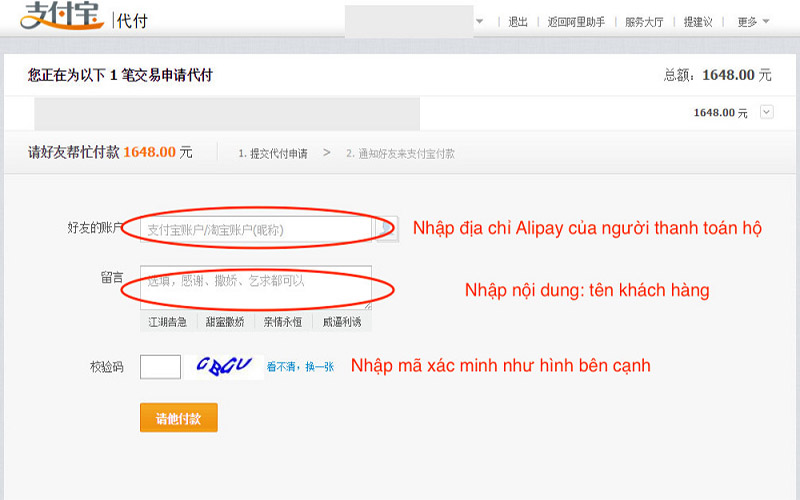 支付宝 | 代付
退出 | 返回阿里助手 | 服务大厅 | 提建议 | 更多
您正在为以下 1 笔交易申请代付
总额：1648.00 元
1648.00 元
请好友帮忙付款 1648.00 元
1. 提交代付申请 > 2. 通知好友来支付宝付款
好友的账户
支付宝账户/淘宝账户(昵称)
Nhập địa chỉ Alipay của người thanh toán hộ
留言
选填，感谢、撒娇、乞求都可以
Nhập nội dung: tên khách hàng
江湖告急 甜蜜撒娇 亲情永恒 威逼利诱
校验码
看不清，换一张
Nhập mã xác minh như hình bên cạnh
请他付款